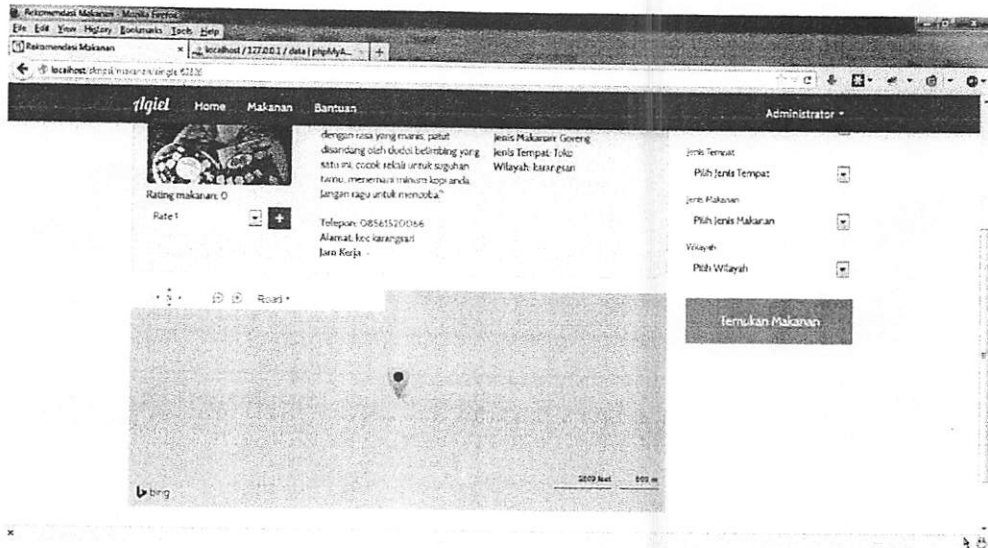 Rekomendasi Makanan - Mozilla Firefox
File Edit View History Bookmarks Tools Help
Rekomendasi Makanan × localhost / 127.0.0.1 / data | phpMyA... × +
Aqiel Home Makanan Bantuan Administrator
Rating makanan: 0
Rate 1
dengan rasa yang manis, patut
disandang oleh dodol belimbing yang
satu ini, cocok sekali untuk suguhan
tamu, menemani minum kopi anda.
Jangan ragu untuk mencoba."
Telepon: 08561520066
Alamat: kec karangsari
Jam Kerja: -
Jenis Makanan: Goreng
Jenis Tempat: Toko
Wilayah: karangsari
Jenis Tempat
Pilih Jenis Tempat
Jenis Makanan
Pilih Jenis Makanan
Wilayah
Pilih Wilayah
Temukan Makanan
Road
bing